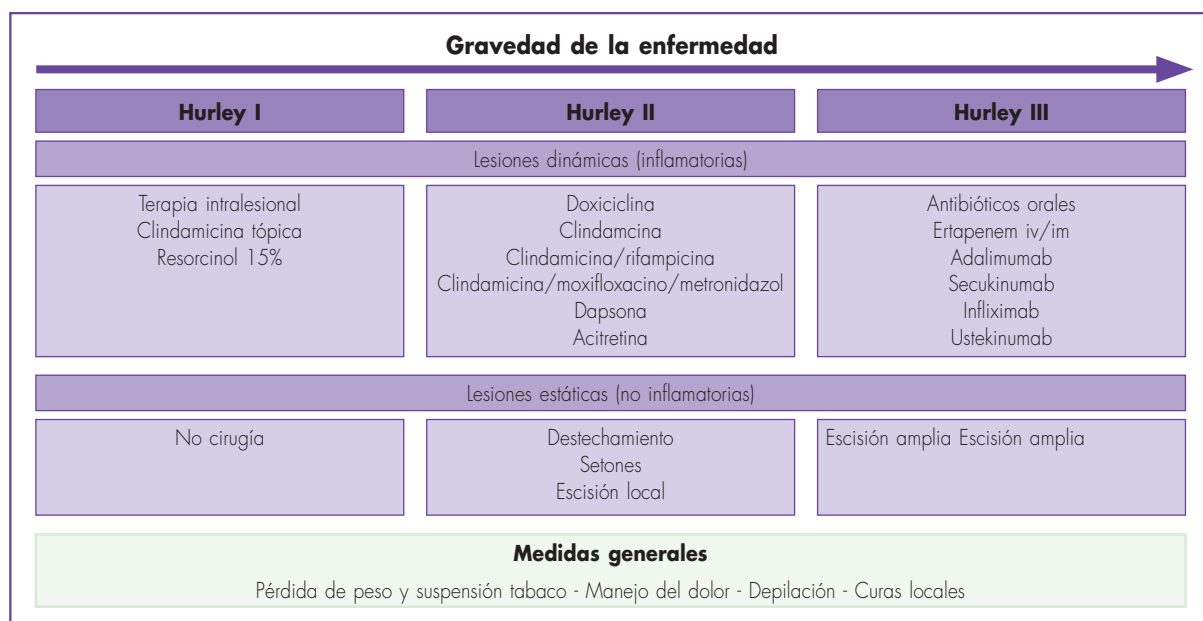 Gravedad de la enfermedad
Hurley I
Hurley II
Hurley III
Lesiones dinámicas (inflamatorias)
Terapia intralesional
Clindamicina tópica
Resorcinol 15%
Doxiciclina
Clindamcina
Clindamicina/rifampicina
Clindamicina/moxifloxacino/metronidazol
Dapsona
Acitretina
Antibióticos orales
Ertapenem iv/im
Adalimumab
Secukinumab
Infliximab
Ustekinumab
Lesiones estáticas (no inflamatorias)
No cirugía
Destechamiento
Setones
Escisión local
Escisión amplia Escisión amplia
Medidas generales
Pérdida de peso y suspensión tabaco - Manejo del dolor - Depilación - Curas locales